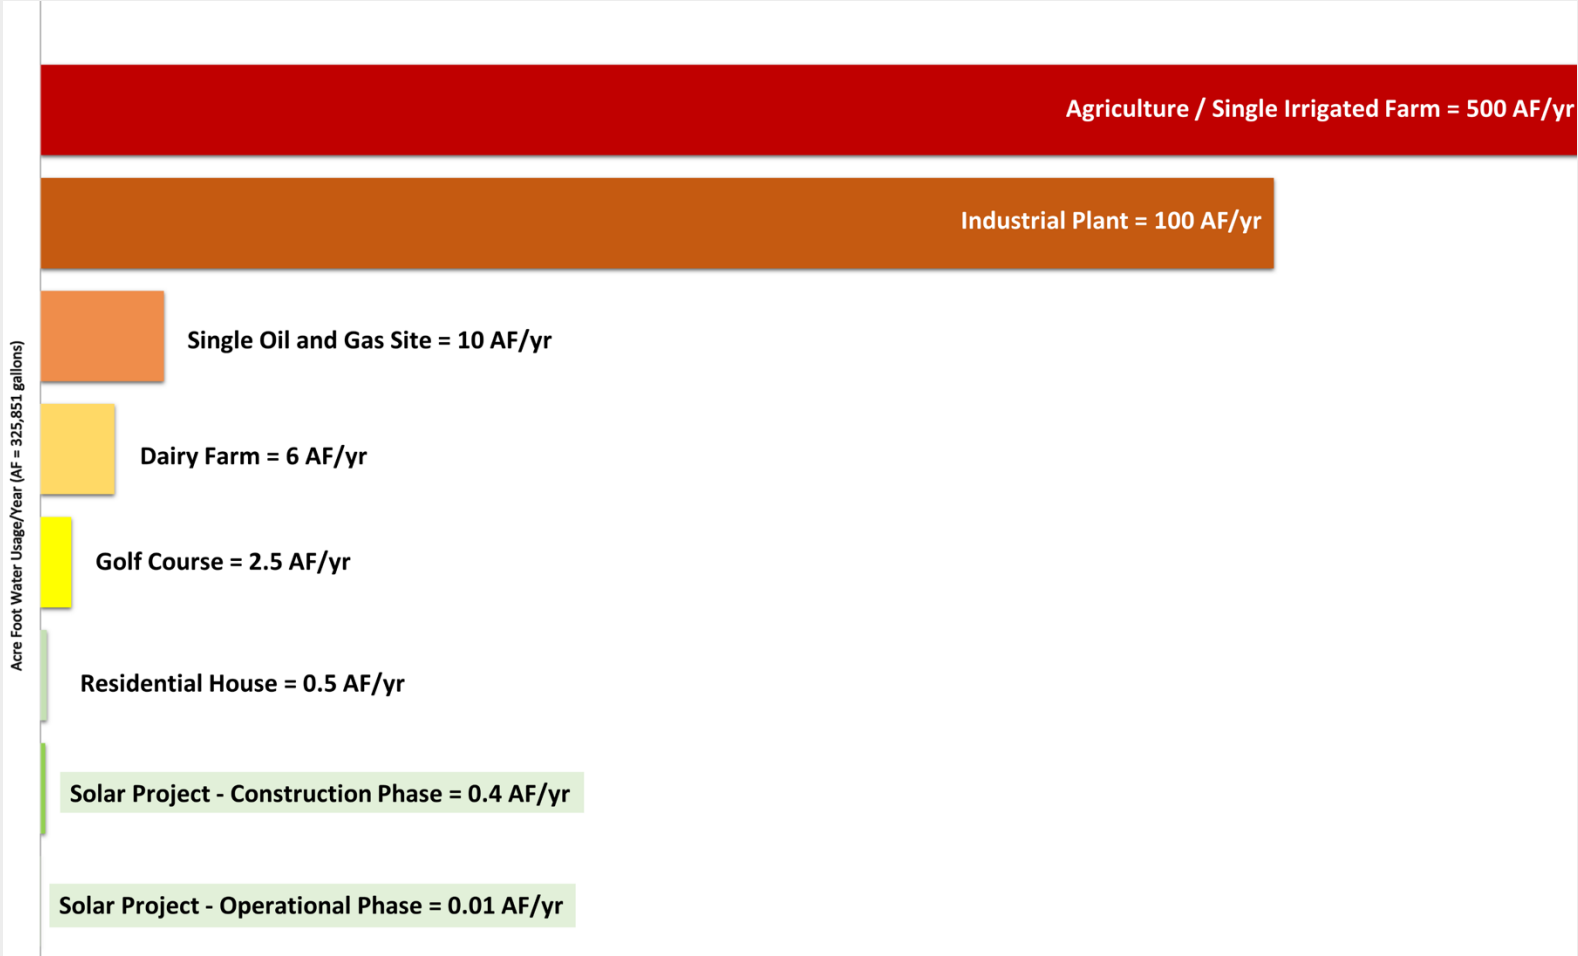 Agriculture / Single Irrigated Farm = 500 AF/yr
Industrial Plant = 100 AF/yr
Single Oil and Gas Site = 10 AF/yr
Dairy Farm = 6 AF/yr
Golf Course = 2.5 AF/yr
Residential House = 0.5 AF/yr
Solar Project - Construction Phase = 0.4 AF/yr
Solar Project - Operational Phase = 0.01 AF/yr
Acre Foot Water Usage/Year (AF = 325,851 gallons)